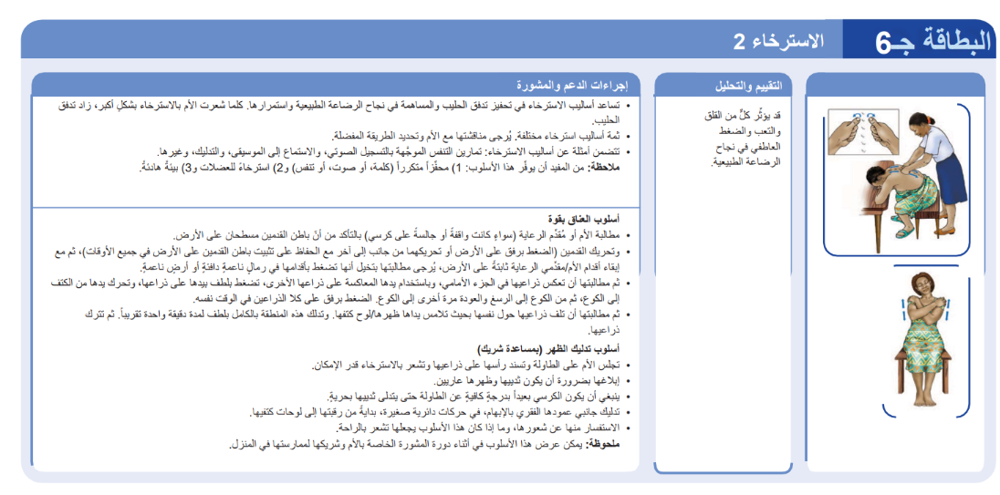 البطاقة جـ6
الاسترخاء 2
التقييم والتحليل
قد يؤثّر كلٌّ من القلق
والتعب والضغط
العاطفي في نجاح
الرضاعة الطبيعية.
إجراءات الدعم والمشورة
• تساعد أساليب الاسترخاء في تحفيز تدفق الحليب والمساهمة في نجاح الرضاعة الطبيعية واستمرارها. كلما شعرت الأم بالاسترخاء بشكلٍ أكبر، زاد تدفق
الحليب.
• ثمة أساليب استرخاء مختلفة. يُرجى مناقشتها مع الأم وتحديد الطريقة المفضلة.
• تتضمن أمثلة عن أساليب الاسترخاء: تمارين التنفس الموجّهة بالتسجيل الصوتي، والاستماع إلى الموسيقى، والتدليك، وغيرها.
ملاحظة: من المفيد أن يوفّر هذا الأسلوب: 1) محفّزاً متكرراً (كلمة، أو صوت، أو تنفس) و2) استرخاءً للعضلات و3) بيئةً هادئةً.
أسلوب العناق بقوة
• مطالبة الأم أو مُقدِّم الرعاية (سواءٍ كانت واقفةً أو جالسةً على كرسي) بالتأكد من أنّ باطن القدمين مسطحان على الأرض.
• وتحريك القدمين (الضغط برفق على الأرض أو تحريكهما من جانب إلى آخر مع الحفاظ على تثبيت باطن القدمين على الأرض في جميع الأوقات)، ثم مع
إبقاء أقدام الأم/مقدِّمي الرعاية ثابتةً على الأرض، يُرجى مطالبتها بتخيل أنها تضغط بأقدامها في رمالٍ ناعمةٍ دافئةٍ أو أرضٍ ناعمةٍ.
• ثم مطالبتها أن تعكس ذراعيها في الجزء الأمامي، وباستخدام يدها المعاكسة على ذراعها الأخرى، تضغط بلطف بيدها على ذراعها، وتحرك يدها من الكتف
إلى الكوع، ثم من الكوع إلى الرسغ والعودة مرة أخرى إلى الكوع. الضغط برفق على كلا الذراعين في الوقت نفسه.
• ثم مطالبتها أن تلف ذراعيها حول نفسها بحيث تلامس يداها ظهرها/لوح كتفها. وتدلك هذه المنطقة بالكامل بلطف لمدة دقيقة واحدة تقريباً. ثم تترك
ذراعيها.
أسلوب تدليك الظهر (بمساعدة شريك)
• تجلس الأم على الطاولة وتسند رأسها على ذراعيها وتشعر بالاسترخاء قدر الإمكان.
• إبلاغها بضرورة أن يكون ثدييها وظهرها عاريين.
• ينبغي أن يكون الكرسي بعيداً بدرجةٍ كافيةٍ عن الطاولة حتى يتدلى ثدييها بحريةٍ.
• تدليك جانبي عمودها الفقري بالإبهام، في حركات دائرية صغيرة، بدايةً من رقبتها إلى لوحات كتفيها.
• الاستفسار منها عن شعورها، وما إذا كان هذا الأسلوب يجعلها تشعر بالراحة.
ملحوظة: يمكن عرض هذا الأسلوب في أثناء دورة المشورة الخاصة بالأم وشريكها لممارستها في المنزل.